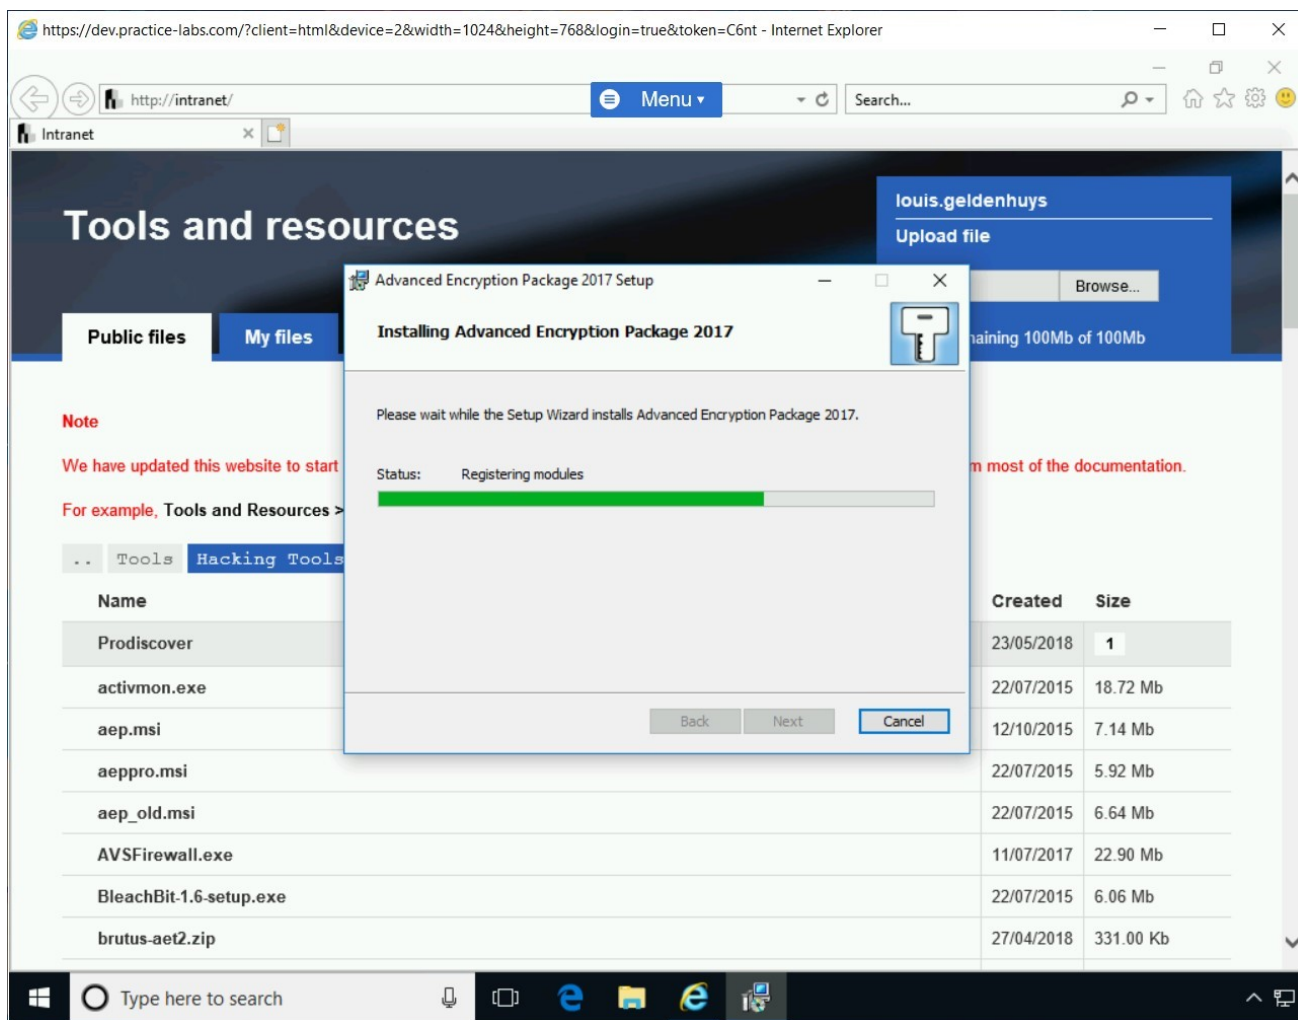 https://dev.practice-labs.com/?client=html&device=2&width=1024&height=768&login=true&token=C6nt - Internet Explorer
http://intranet/
Menu
Search...
Intranet
Tools and resources
louis.geldenhuys
Upload file
Browse...
aining 100Mb of 100Mb
Public files
My files
Advanced Encryption Package 2017 Setup
Installing Advanced Encryption Package 2017
Please wait while the Setup Wizard installs Advanced Encryption Package 2017.
Status: Registering modules
Back
Next
Cancel
Note
We have updated this website to start
m most of the documentation.
For example, Tools and Resources >
.. Tools Hacking Tools
Name Created Size
Prodiscover 23/05/2018 1
activmon.exe 22/07/2015 18.72 Mb
aep.msi 12/10/2015 7.14 Mb
aeppro.msi 22/07/2015 5.92 Mb
aep_old.msi 22/07/2015 6.64 Mb
AVSFirewall.exe 11/07/2017 22.90 Mb
BleachBit-1.6-setup.exe 22/07/2015 6.06 Mb
brutus-aet2.zip 27/04/2018 331.00 Kb
Type here to search